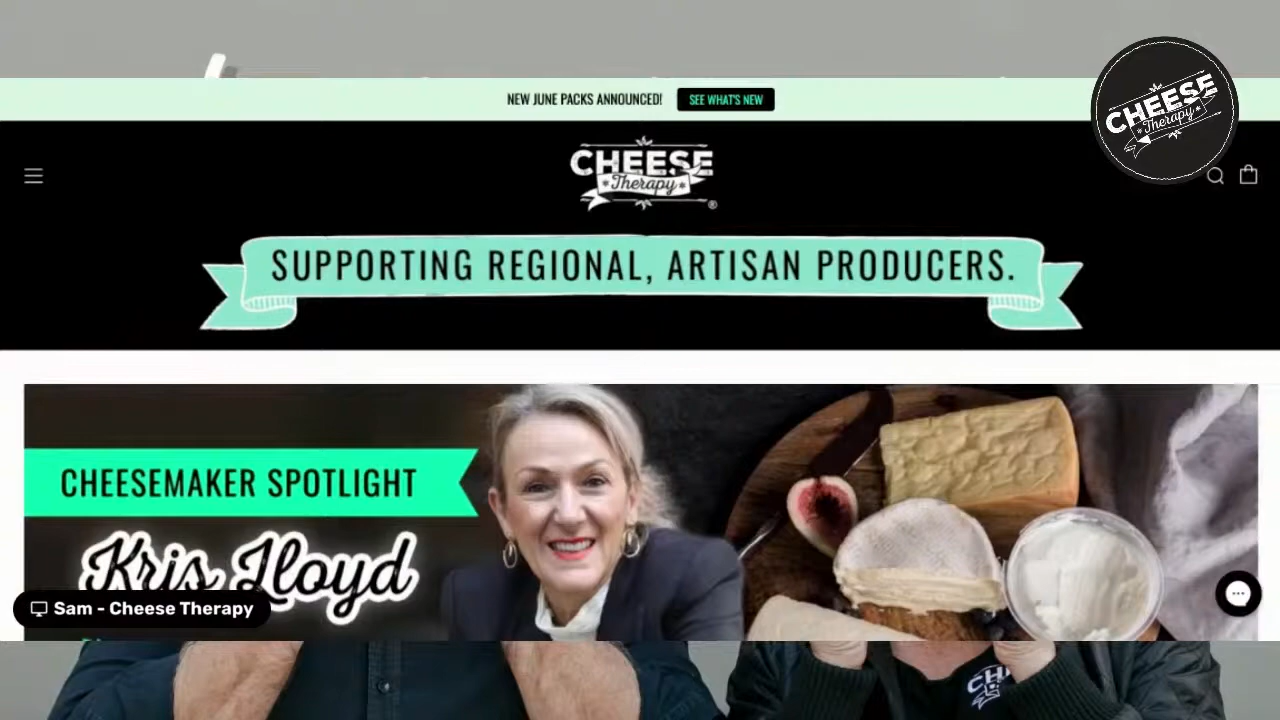 NEW JUNE PACKS ANNOUNCED! SEE WHAT'S NEW
CHEESE
Therapy
®
CHEESE
Therapy
SUPPORTING REGIONAL, ARTISAN PRODUCERS.
CHEESEMAKER SPOTLIGHT
Kris Lloyd
Sam - Cheese Therapy
CH